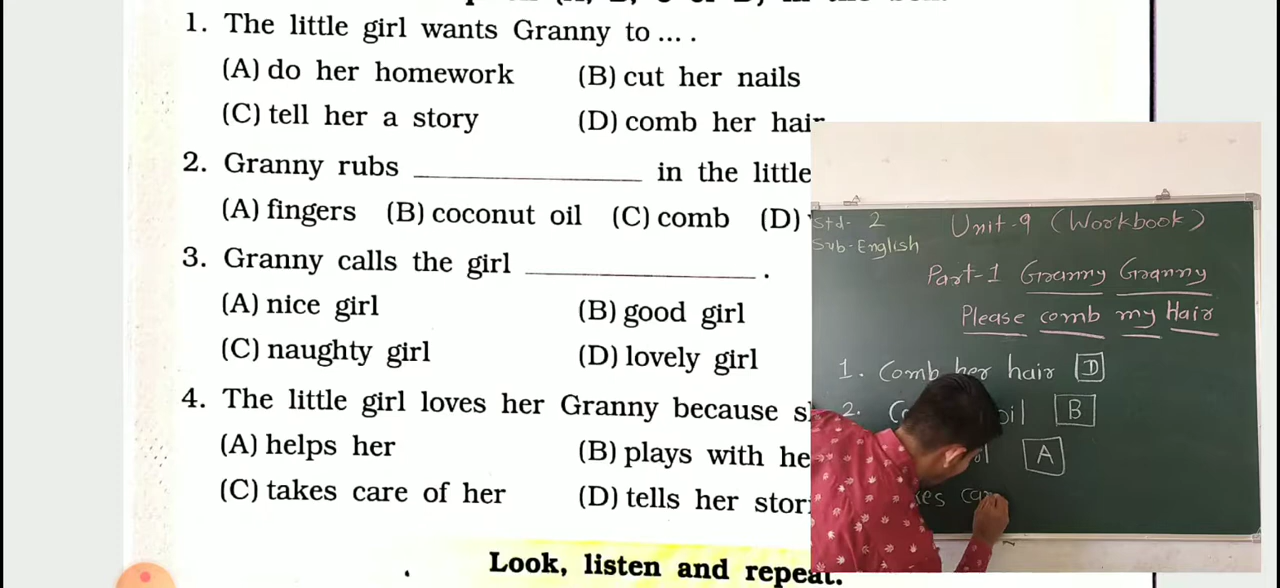 1. The little girl wants Granny to ... .
(A) do her homework (B) cut her nails
(C) tell her a story (D) comb her hair
2. Granny rubs ____________ in the little
(A) fingers (B) coconut oil (C) comb (D)
3. Granny calls the girl ____________ .
(A) nice girl (B) good girl
(C) naughty girl (D) lovely girl
4. The little girl loves her Granny because
(A) helps her (B) plays with
(C) takes care of her (D) tells her
Look, listen and repeat.
Std- 2 Unit-9 (Workbook)
Sub-English
Part-1 Granny Granny
Please comb my Hair
1. Comb her hair D
2. oil B
A